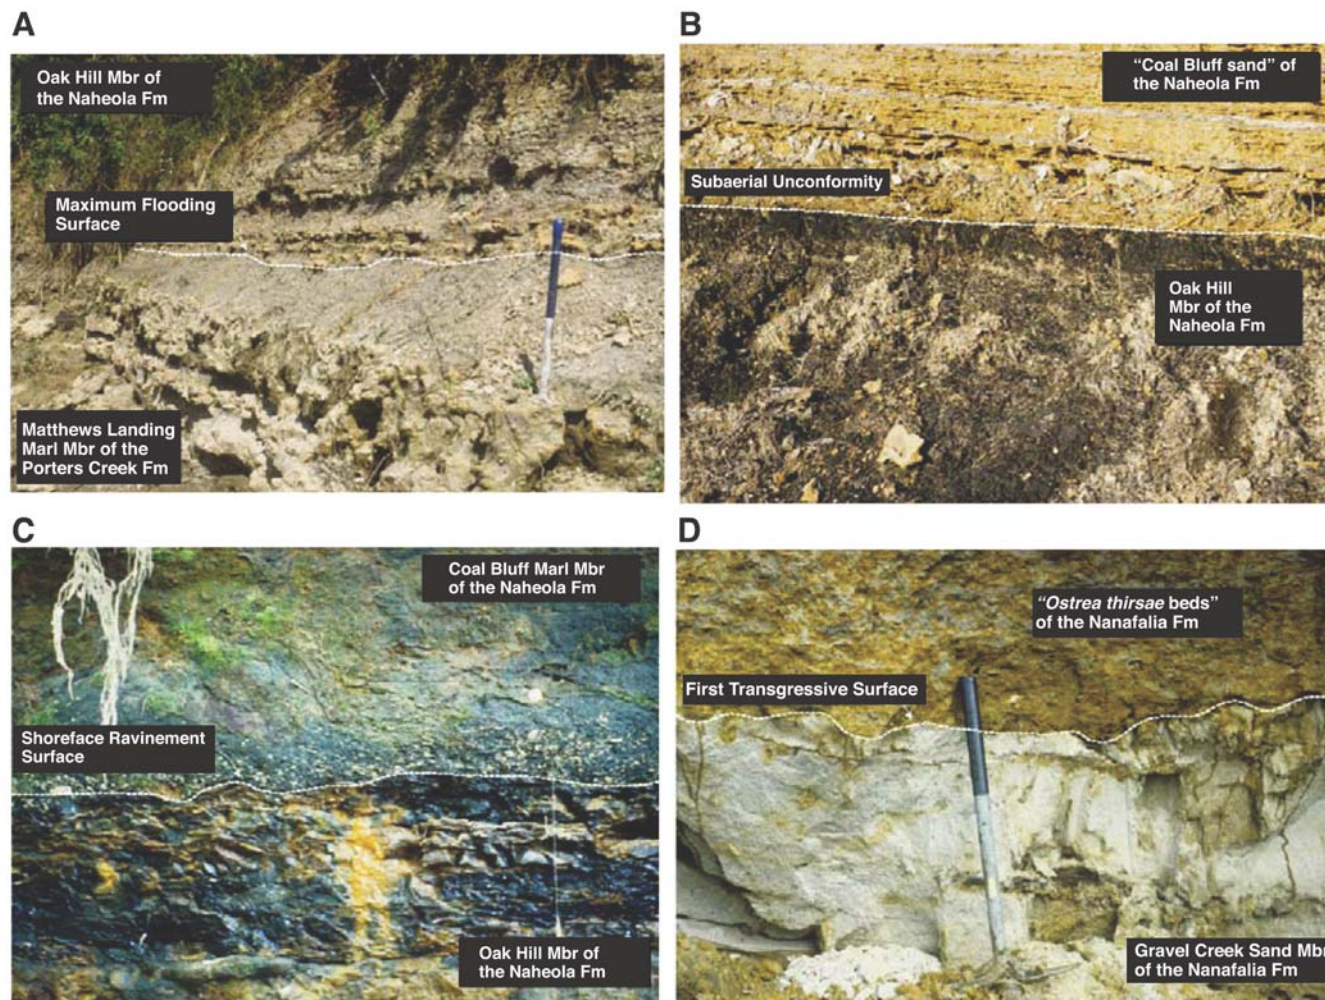 A
Oak Hill Mbr of
the Naheola Fm
Maximum Flooding
Surface
Matthews Landing
Marl Mbr of the
Porters Creek Fm
B
“Coal Bluff sand” of
the Naheola Fm
Subaerial Unconformity
Oak Hill
Mbr of the
Naheola Fm
C
Coal Bluff Marl Mbr
of the Naheola Fm
Shoreface Ravinement
Surface
Oak Hill Mbr of
the Naheola Fm
D
“Ostrea thirsae beds”
of the Nanafalia Fm
First Transgressive Surface
Gravel Creek Sand Mbr
of the Nanafalia Fm